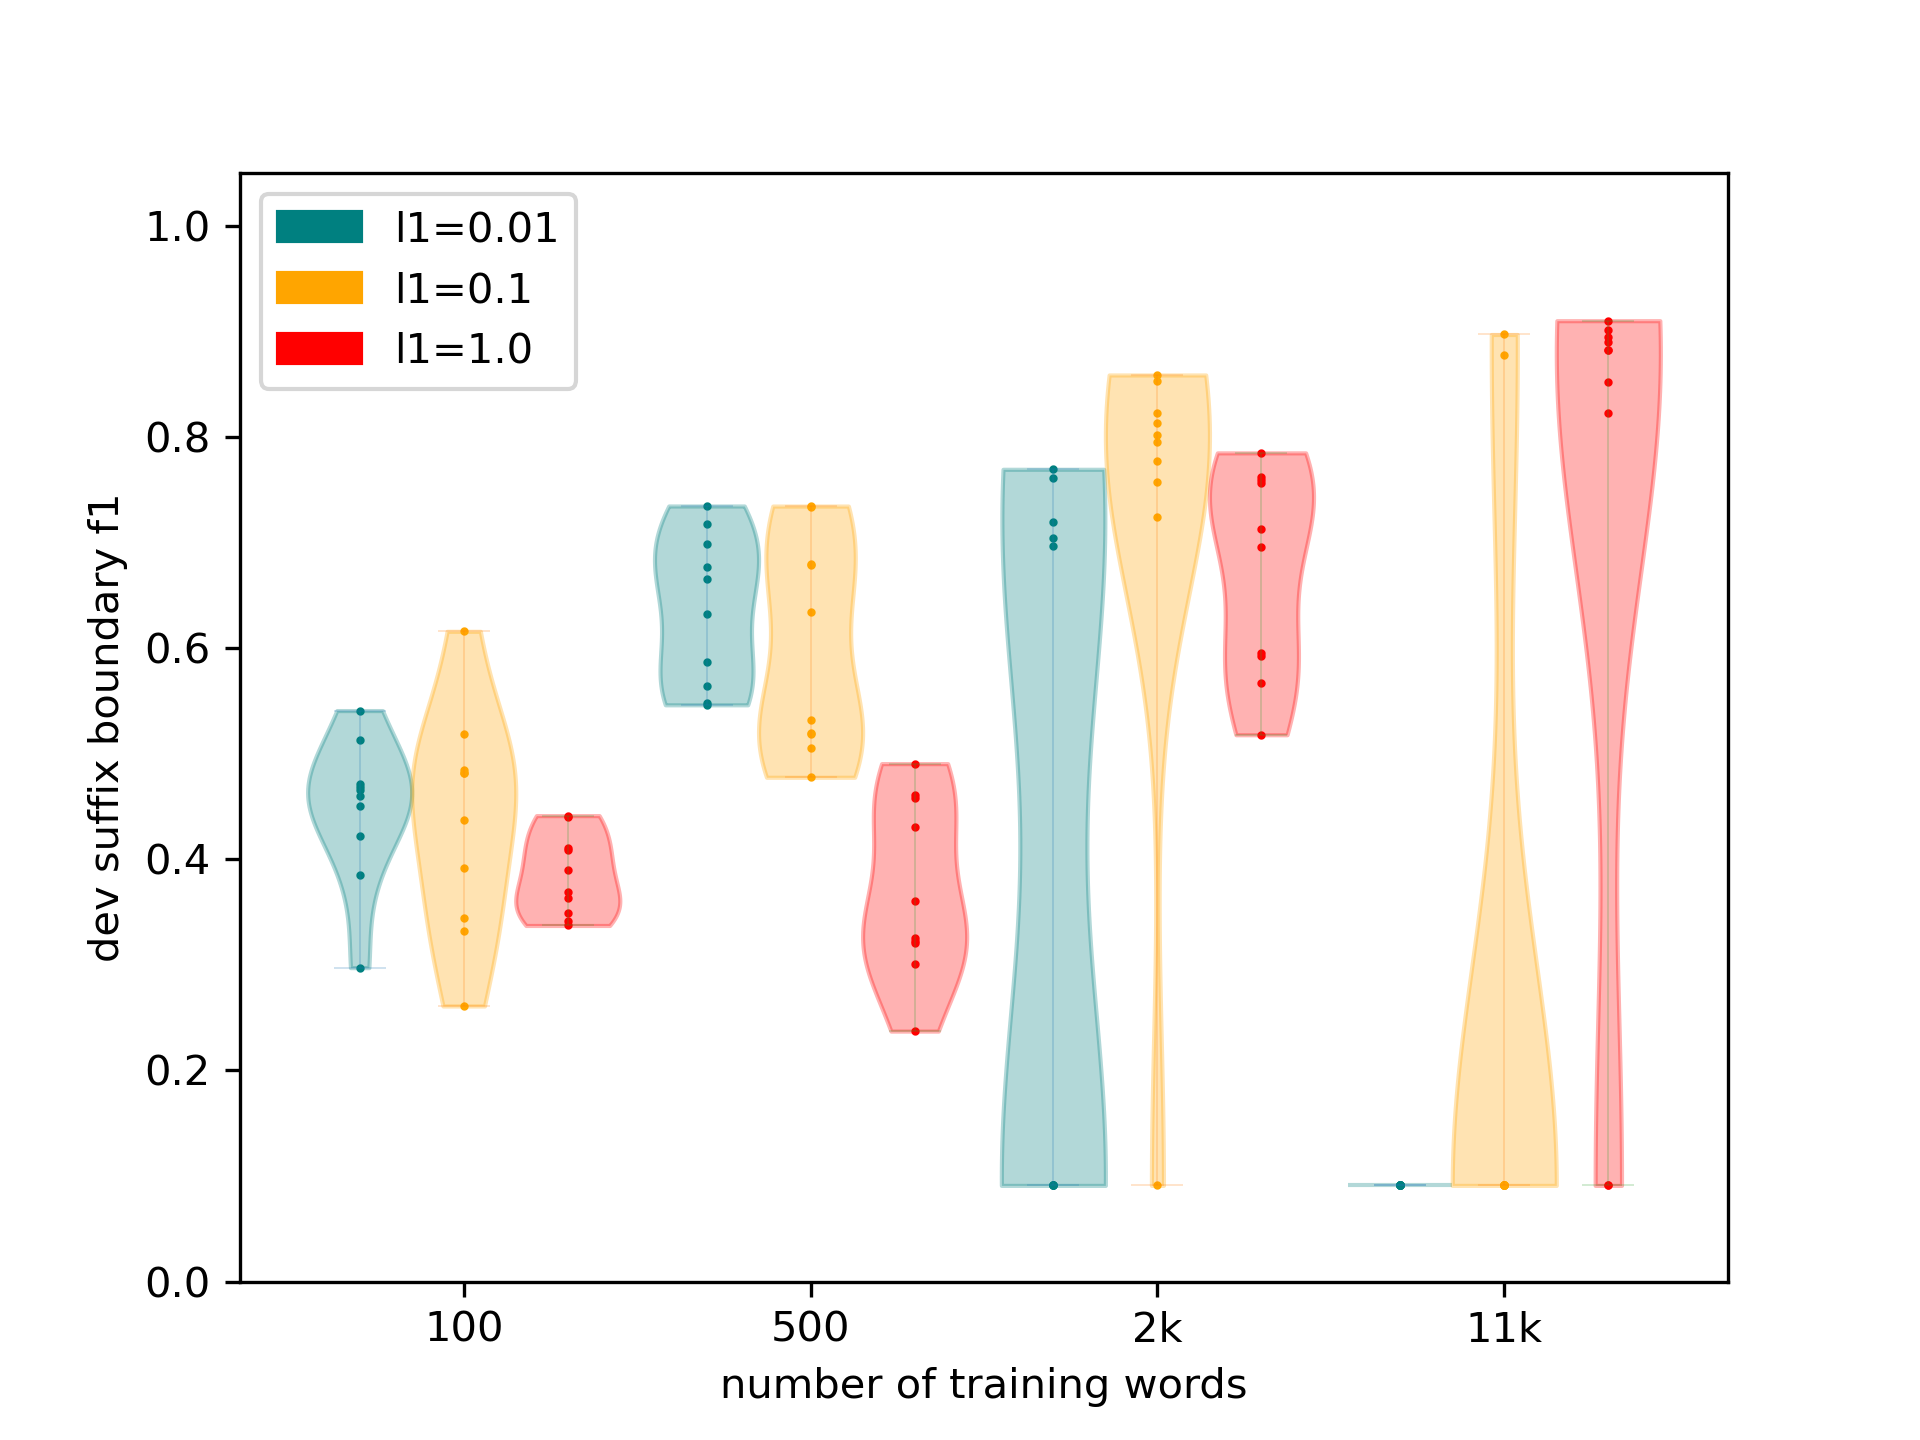 l1=0.01
l1=0.1
l1=1.0
1.0
0.8
0.6
0.4
0.2
0.0
dev suffix boundary f1
100 500 2k 11k
number of training words